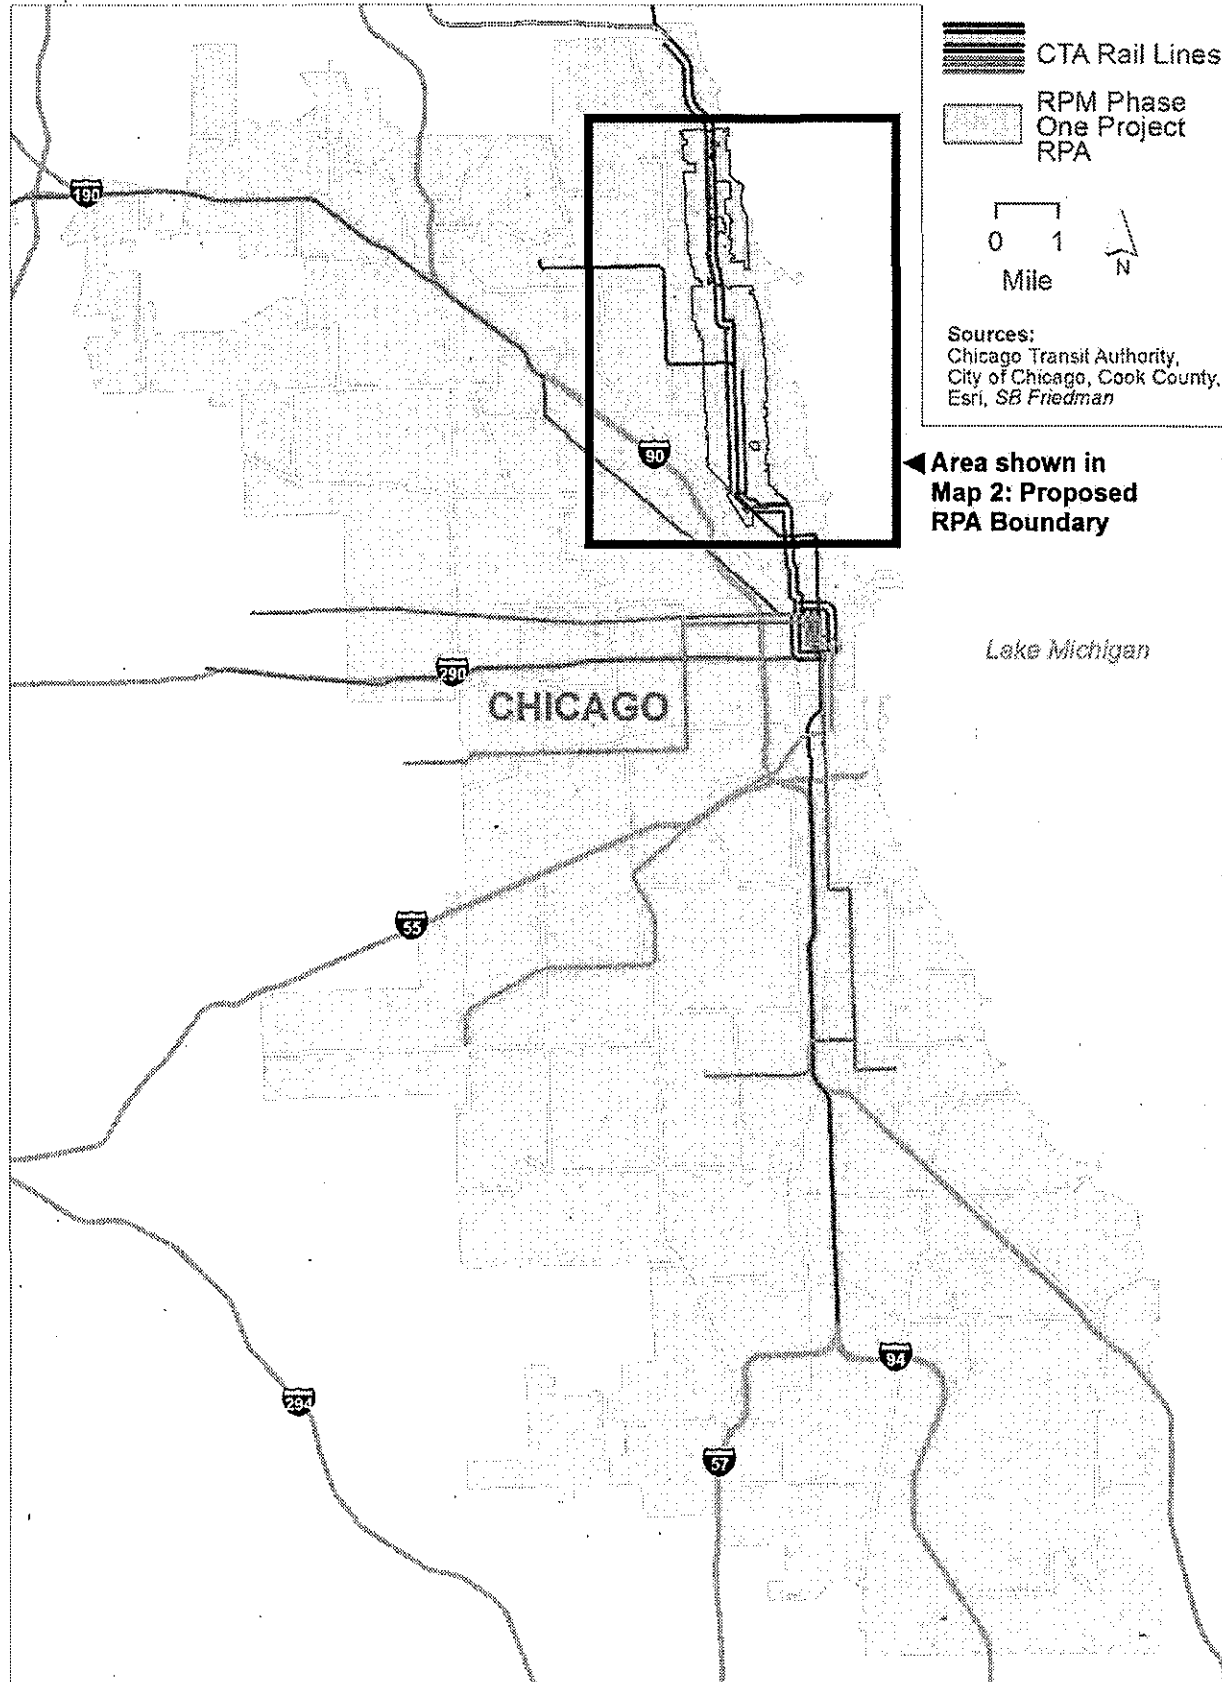 CTA Rail Lines
RPM Phase
One Project
RPA
0 1
Mile
N
Sources:
Chicago Transit Authority,
City of Chicago, Cook County,
Esri, SB Friedman
190
90
Area shown in
Map 2: Proposed
RPA Boundary
Lake Michigan
290
CHICAGO
55
94
294
57